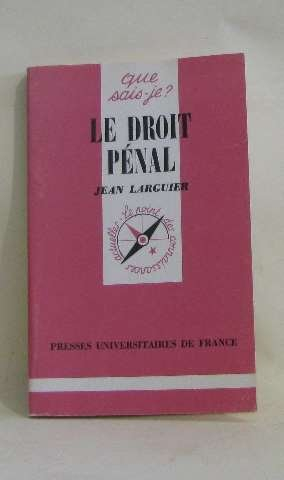 que
sais-je?
LE DROIT
PÉNAL
JEAN LARGUIER
le point des connaissances actuelles
PRESSES UNIVERSITAIRES DE FRANCE